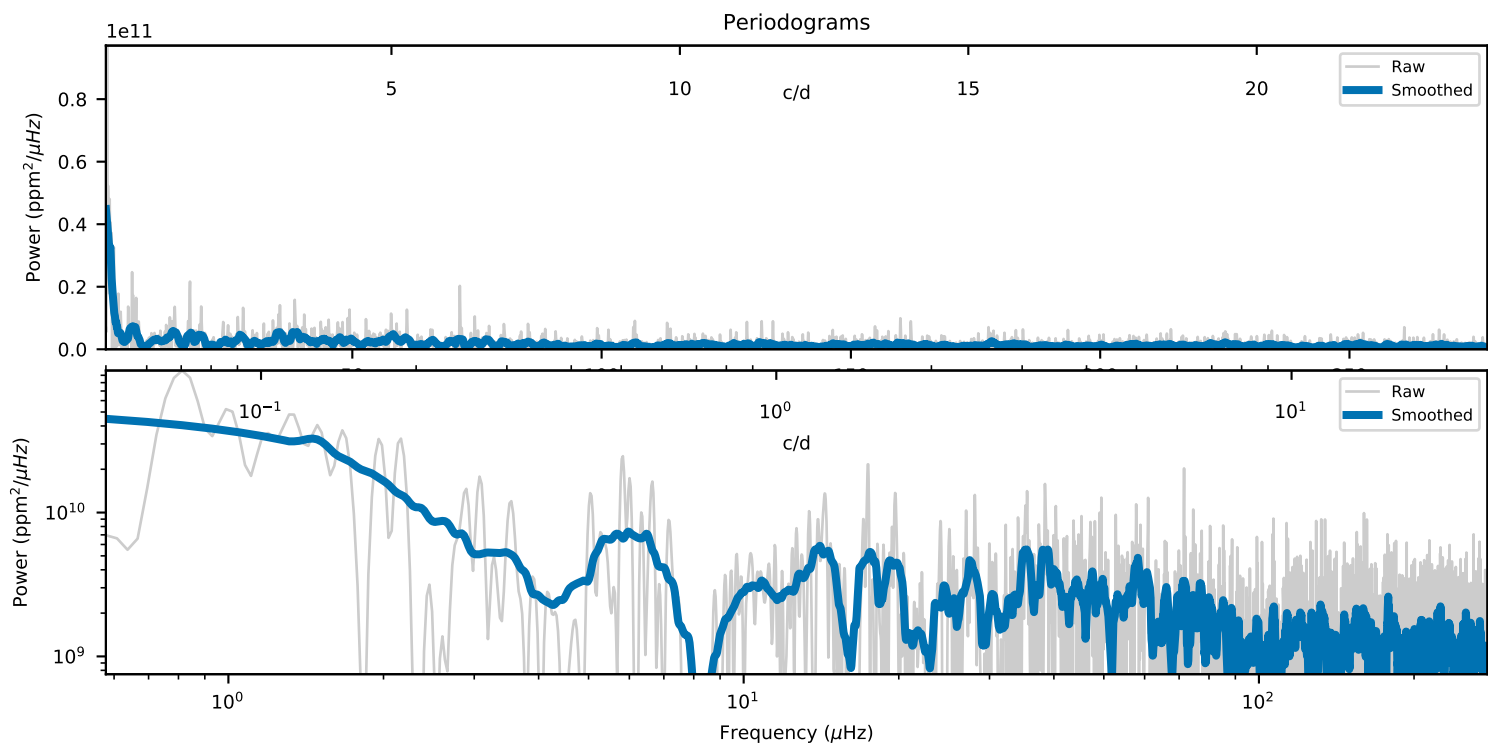 Periodograms
1e11
5 10 15 20
c/d
Raw
Smoothed
0.8
0.6
0.4
0.2
0.0
Power (ppm²/μHz)
10⁻¹ 10⁰ 10¹
c/d
Raw
Smoothed
10¹⁰
10⁹
Power (ppm²/μHz)
10⁰ 10¹ 10²
Frequency (μHz)